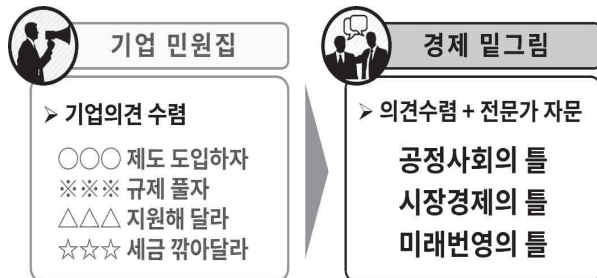 기업 민원집
➢ 기업의견 수렴
○○○ 제도 도입하자
※※※ 규제 풀자
△△△ 지원해 달라
☆☆☆ 세금 깎아달라
경제 밑그림
➢ 의견수렴 + 전문가 자문
공정사회의 틀
시장경제의 틀
미래번영의 틀